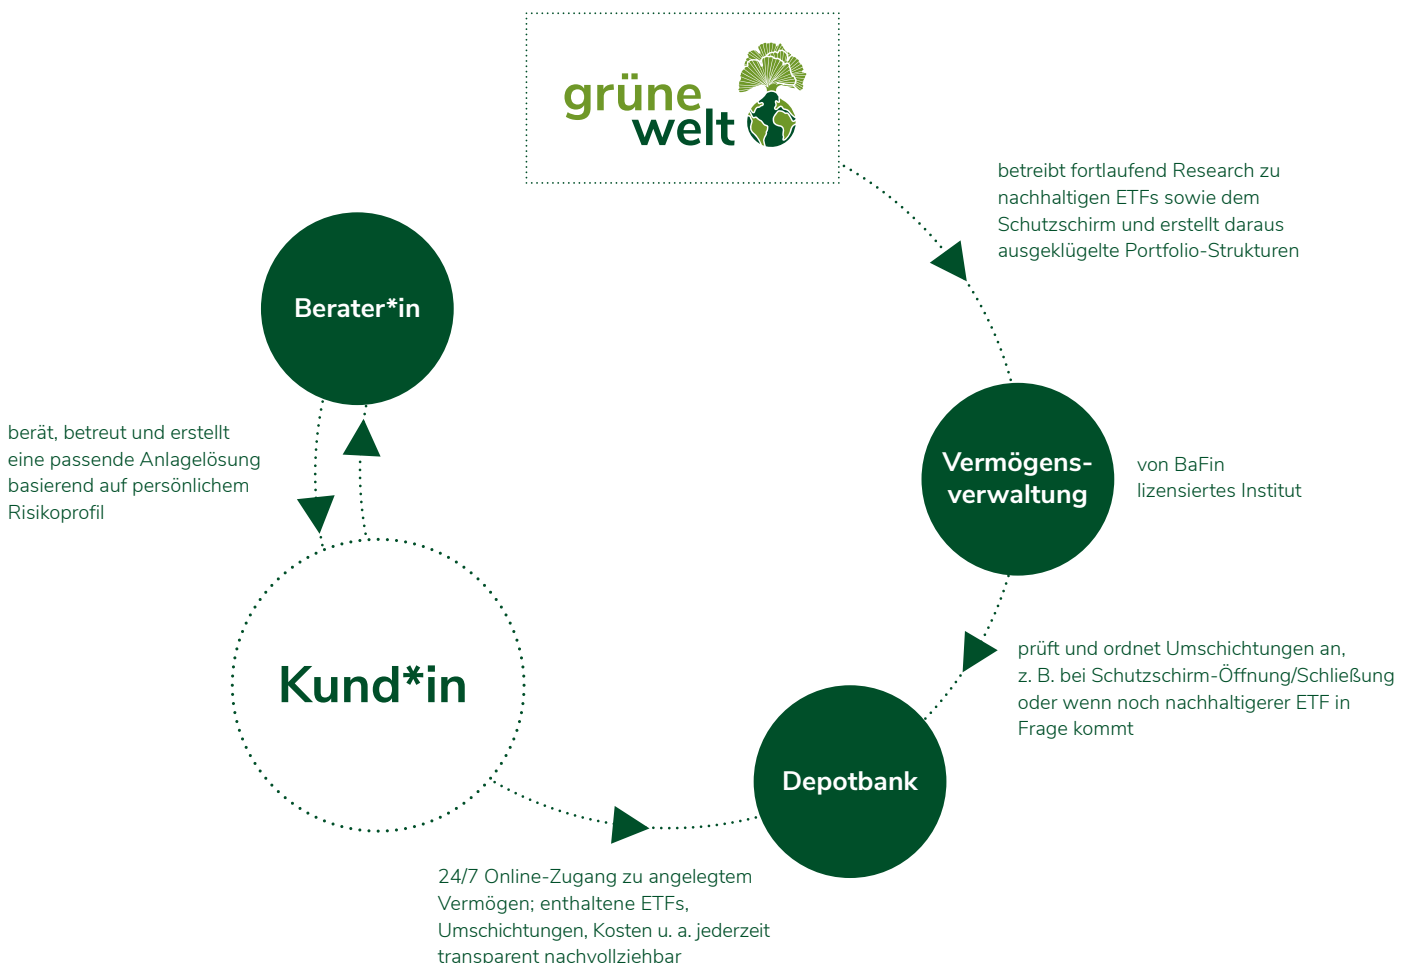 grüne
welt
betreibt fortlaufend Research zu
nachhaltigen ETFs sowie dem
Schutzschirm und erstellt daraus
ausgeklügelte Portfolio-Strukturen
Berater*in
berät, betreut und erstellt
eine passende Anlagelösung
basierend auf persönlichem
Risikoprofil
Vermögens-
verwaltung
von BaFin
lizensiertes Institut
prüft und ordnet Umschichtungen an,
z. B. bei Schutzschirm-Öffnung/Schließung
oder wenn noch nachhaltigerer ETF in
Frage kommt
Kund*in
Depotbank
24/7 Online-Zugang zu angelegtem
Vermögen; enthaltene ETFs,
Umschichtungen, Kosten u. a. jederzeit
transparent nachvollziehbar